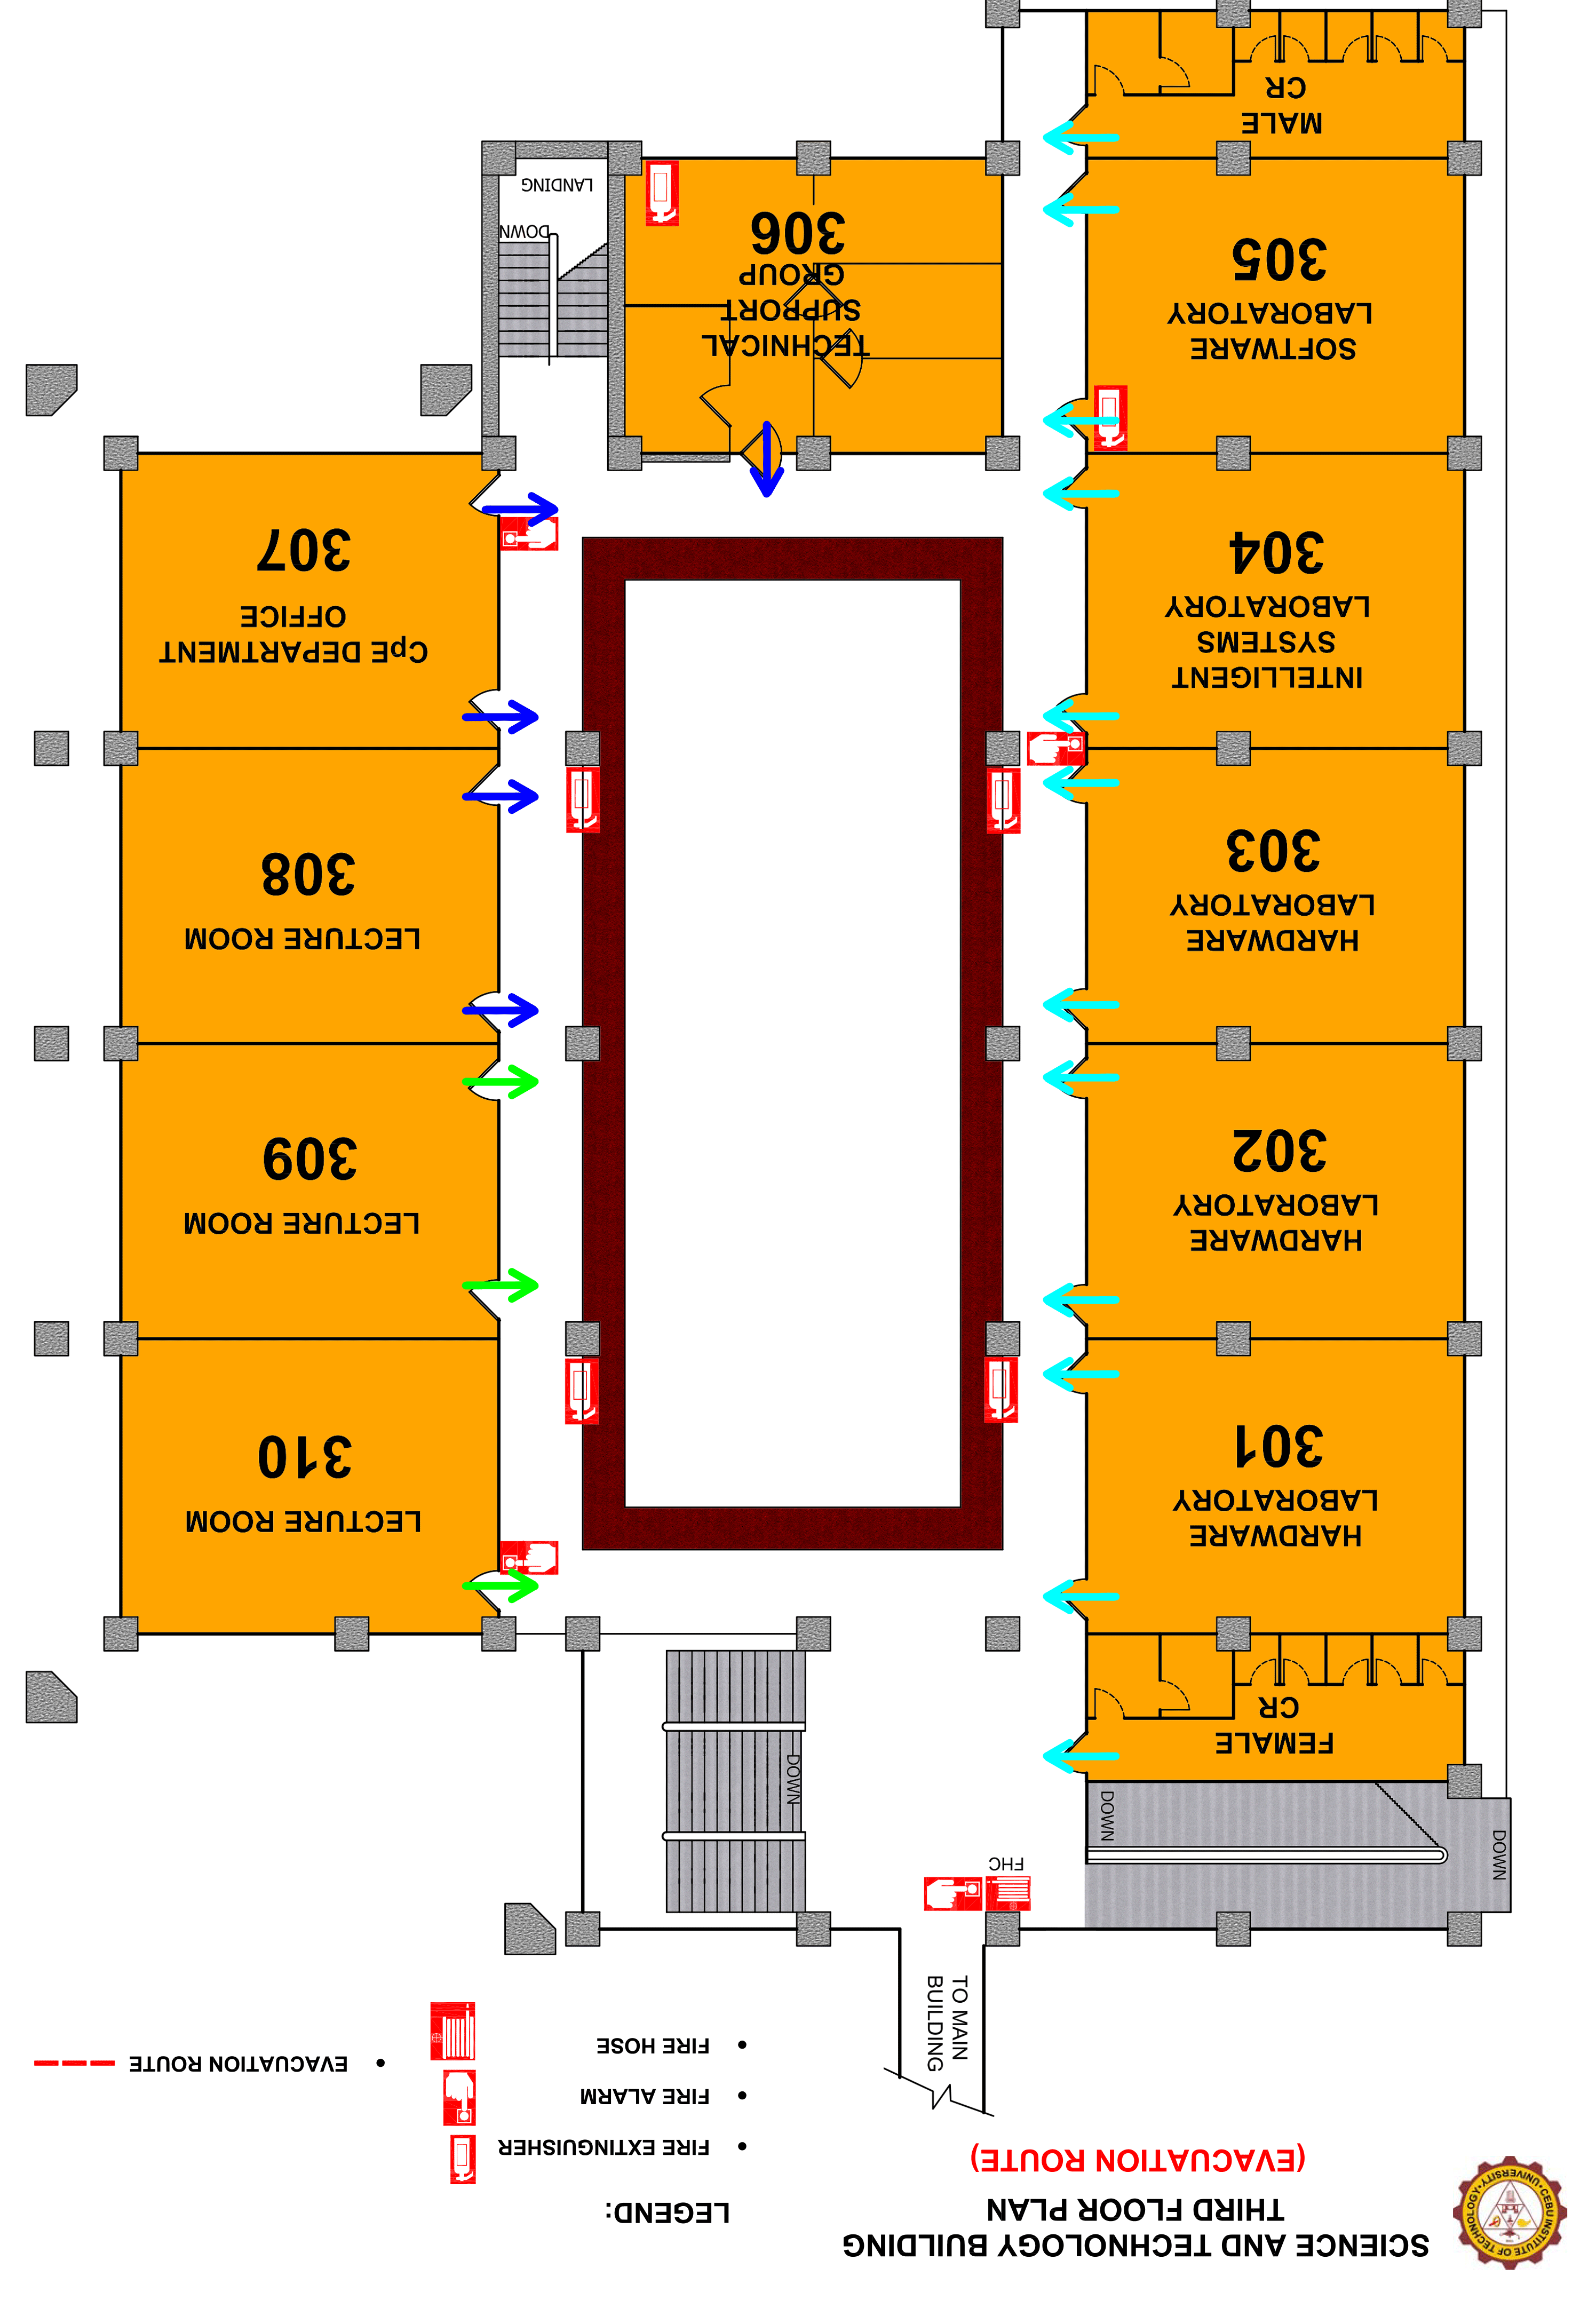 SCIENCE AND TECHNOLOGY BUILDING
THIRD FLOOR PLAN
(EVACUATION ROUTE)
CEBU INSTITUTE OF TECHNOLOGY • UNIVERSITY •
LEGEND:
• FIRE EXTINGUISHER
• FIRE ALARM
• FIRE HOSE
• EVACUATION ROUTE
TO MAIN
BUILDING
FHC
DOWN
DOWN
DOWN
FEMALE
CR
HARDWARE
LABORATORY
301
LECTURE ROOM
310
HARDWARE
LABORATORY
302
LECTURE ROOM
309
HARDWARE
LABORATORY
303
LECTURE ROOM
308
INTELLIGENT
SYSTEMS
LABORATORY
304
CpE DEPARTMENT
OFFICE
307
SOFTWARE
LABORATORY
305
TECHNICAL
SUPPORT
GROUP
306
DOWN
LANDING
MALE
CR